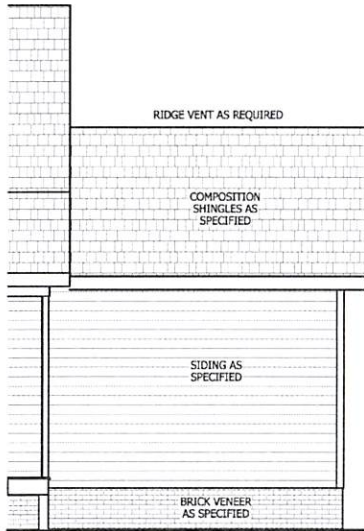 RIDGE VENT AS REQUIRED
COMPOSITION
SHINGLES AS
SPECIFIED
SIDING AS
SPECIFIED
BRICK VENEER
AS SPECIFIED